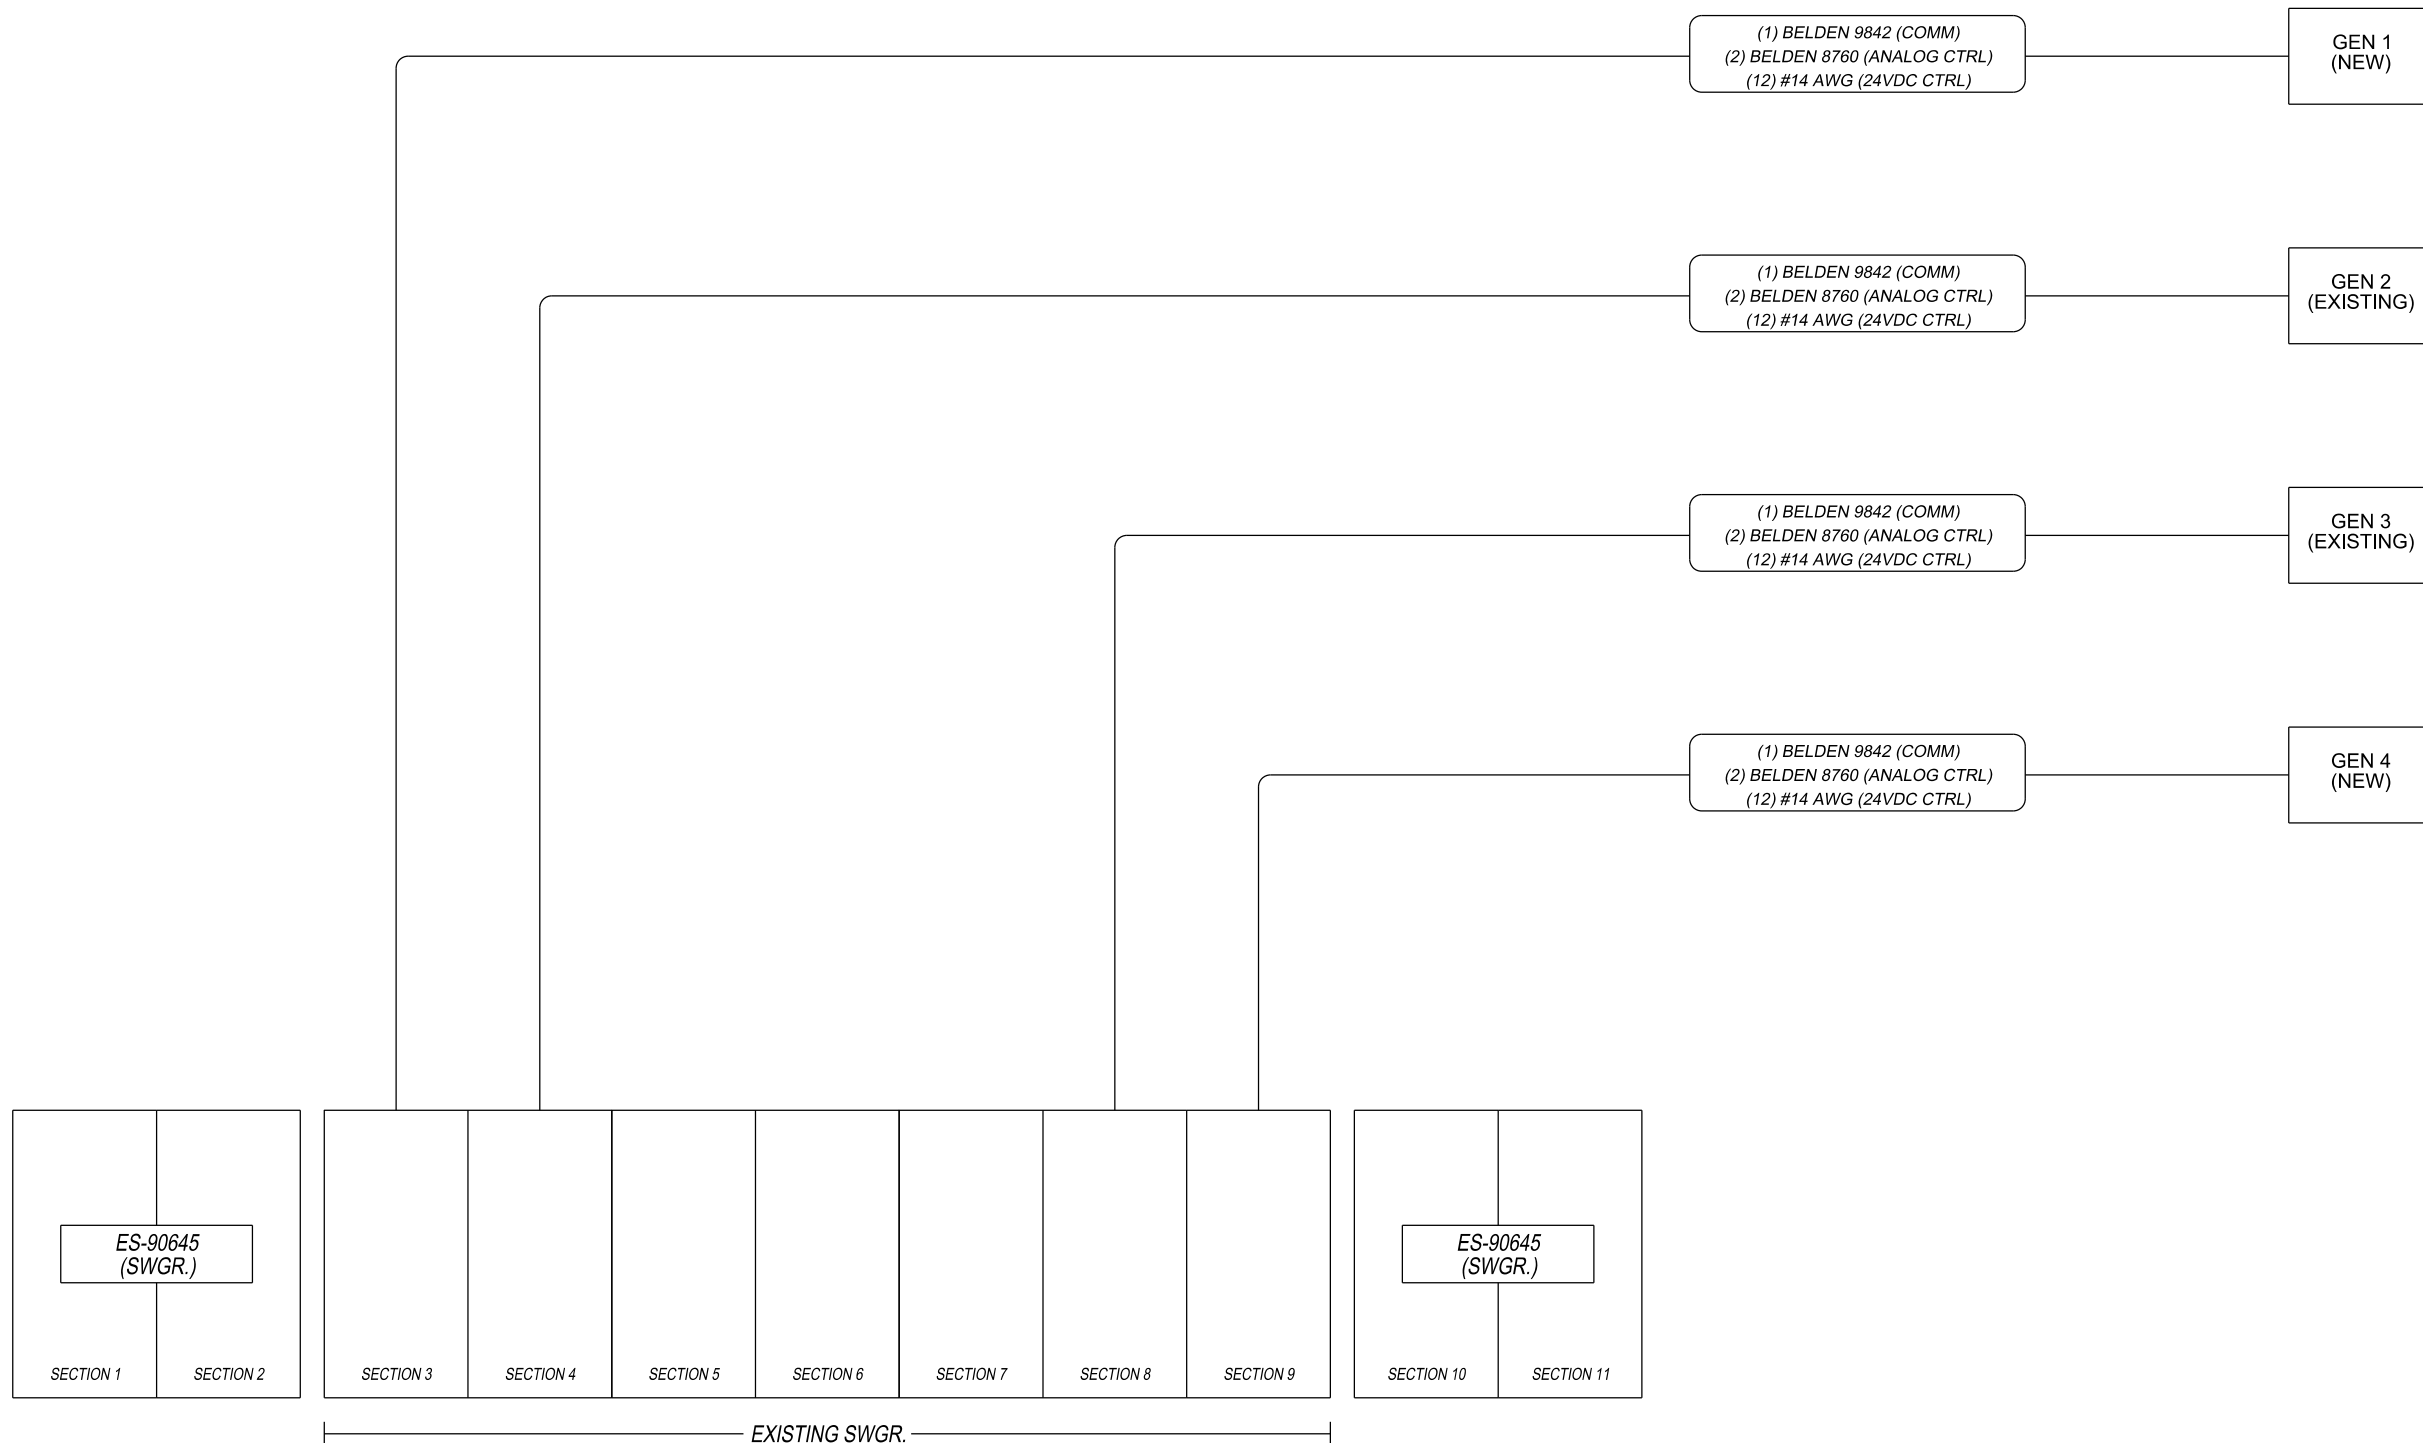 (1) BELDEN 9842 (COMM)
(2) BELDEN 8760 (ANALOG CTRL)
(12) #14 AWG (24VDC CTRL)
GEN 1
(NEW)
(1) BELDEN 9842 (COMM)
(2) BELDEN 8760 (ANALOG CTRL)
(12) #14 AWG (24VDC CTRL)
GEN 2
(EXISTING)
(1) BELDEN 9842 (COMM)
(2) BELDEN 8760 (ANALOG CTRL)
(12) #14 AWG (24VDC CTRL)
GEN 3
(EXISTING)
(1) BELDEN 9842 (COMM)
(2) BELDEN 8760 (ANALOG CTRL)
(12) #14 AWG (24VDC CTRL)
GEN 4
(NEW)
ES-90645
(SWGR.)
ES-90645
(SWGR.)
SECTION 1
SECTION 2
SECTION 3
SECTION 4
SECTION 5
SECTION 6
SECTION 7
SECTION 8
SECTION 9
SECTION 10
SECTION 11
EXISTING SWGR.